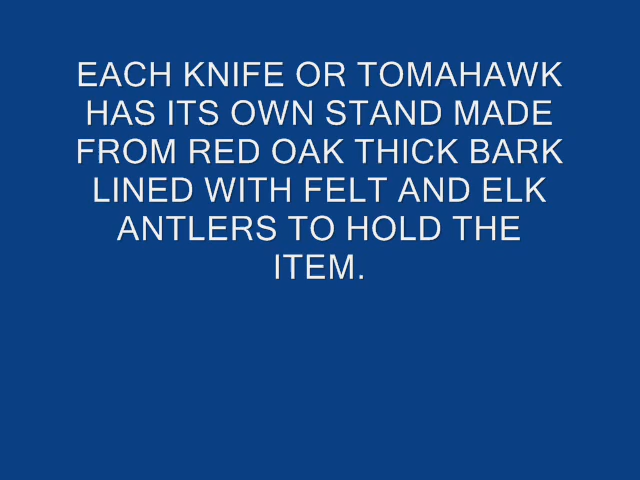 EACH KNIFE OR TOMAHAWK
HAS ITS OWN STAND MADE
FROM RED OAK THICK BARK
LINED WITH FELT AND ELK
ANTLERS TO HOLD THE
ITEM.